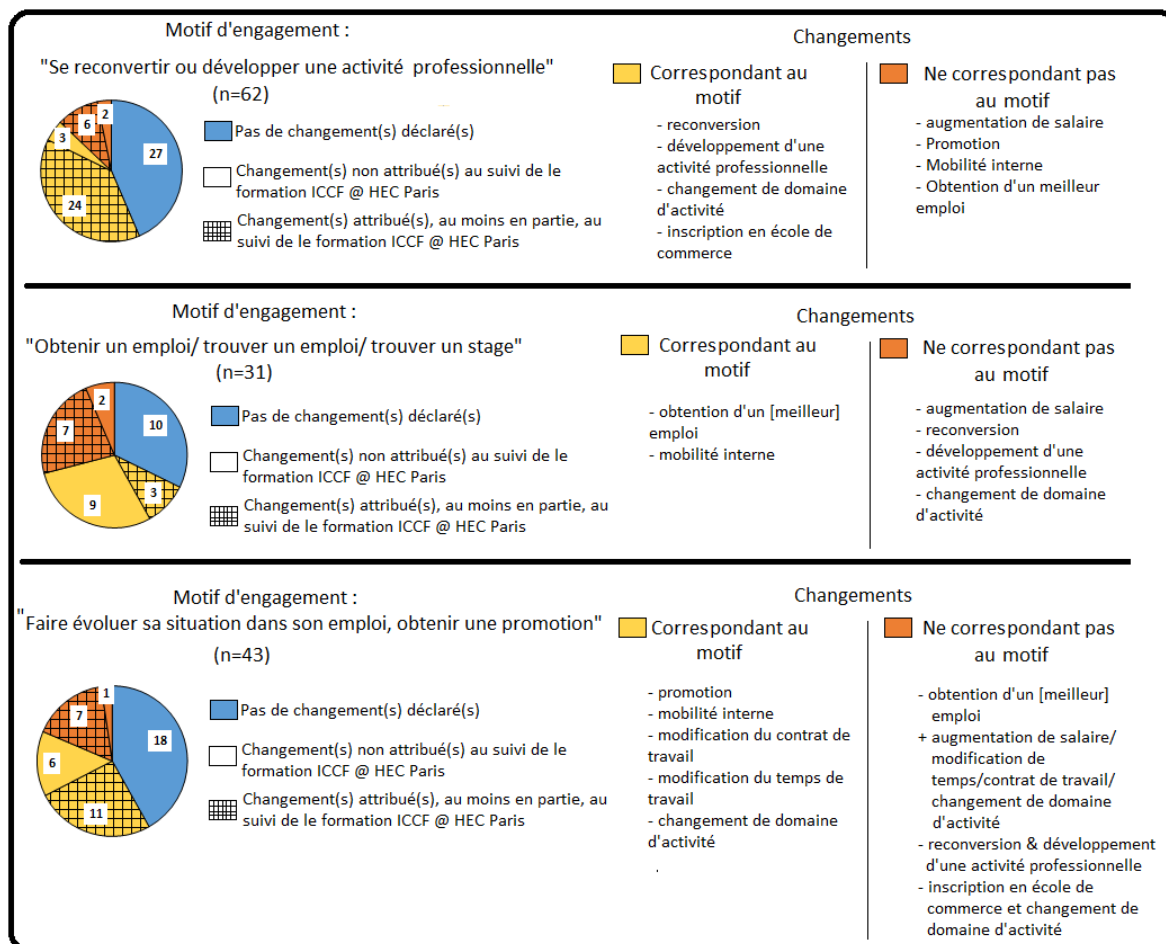 Motif d'engagement :
"Se reconvertir ou développer une activité professionnelle"
(n=62)
3
6
2
27
24
Pas de changement(s) déclaré(s)
Changement(s) non attribué(s) au suivi de le
formation ICCF @ HEC Paris
Changement(s) attribué(s), au moins en partie, au
suivi de le formation ICCF @ HEC Paris
Changements
Correspondant au
motif
- reconversion
- développement d'une
activité professionnelle
- changement de domaine
d'activité
- inscription en école de
commerce
Ne correspondant pas
au motif
- augmentation de salaire
- Promotion
- Mobilité interne
- Obtention d'un meilleur
emploi
Motif d'engagement :
"Obtenir un emploi/ trouver un emploi/ trouver un stage"
(n=31)
2
10
7
3
9
Pas de changement(s) déclaré(s)
Changement(s) non attribué(s) au suivi de le
formation ICCF @ HEC Paris
Changement(s) attribué(s), au moins en partie, au
suivi de le formation ICCF @ HEC Paris
Changements
Correspondant au
motif
- obtention d'un [meilleur]
emploi
- mobilité interne
Ne correspondant pas
au motif
- augmentation de salaire
- reconversion
- développement d'une
activité professionnelle
- changement de domaine
d'activité
Motif d'engagement :
"Faire évoluer sa situation dans son emploi, obtenir une promotion"
(n=43)
1
7
18
6
11
Pas de changement(s) déclaré(s)
Changement(s) non attribué(s) au suivi de le
formation ICCF @ HEC Paris
Changement(s) attribué(s), au moins en partie, au
suivi de le formation ICCF @ HEC Paris
Changements
Correspondant au
motif
- promotion
- mobilité interne
- modification du contrat de
travail
- modification du temps de
travail
- changement de domaine
d'activité
.
Ne correspondant pas
au motif
- obtention d'un [meilleur]
emploi
+ augmentation de salaire/
modification de
temps/contrat de travail/
changement de domaine
d'activité
- reconversion & développement
d'une activité professionnelle
- inscription en école de
commerce et changement de
domaine d'activité